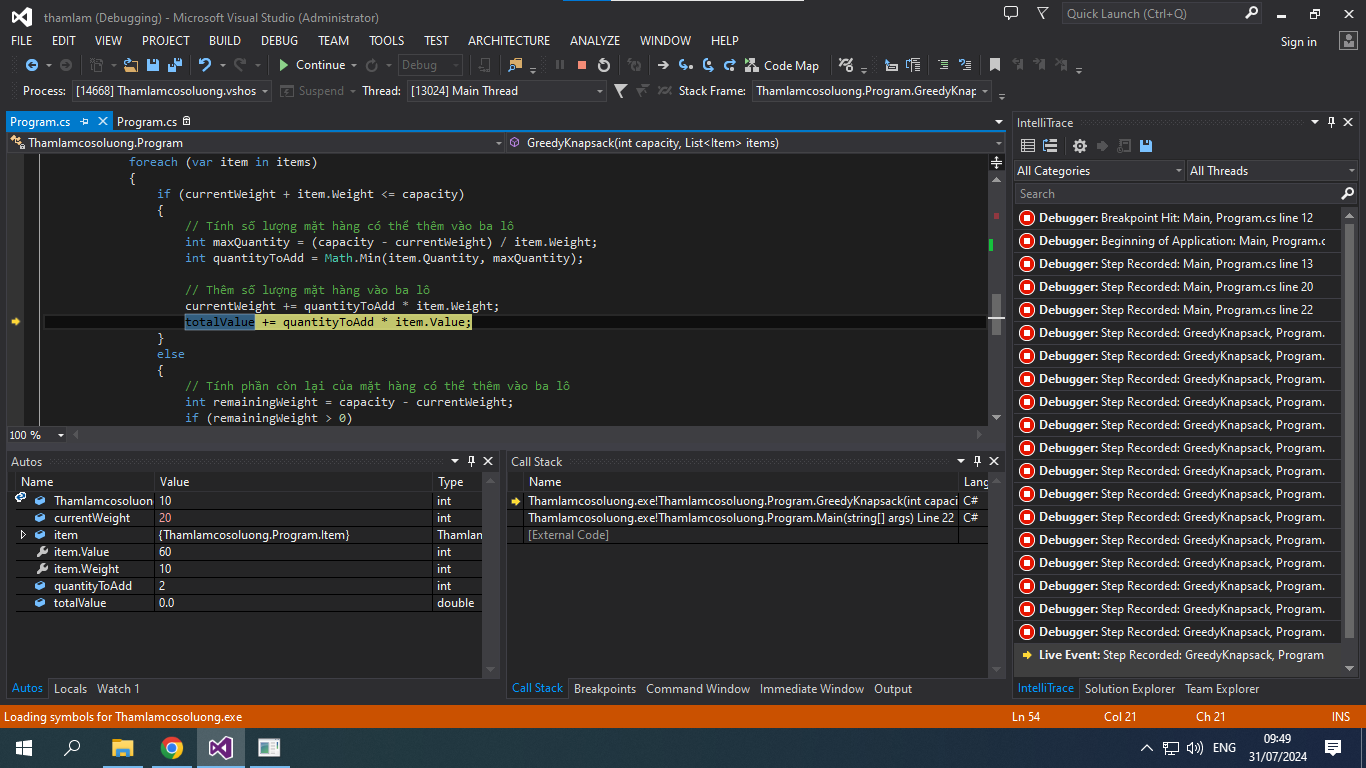 thamlam (Debugging) - Microsoft Visual Studio (Administrator)
Quick Launch (Ctrl+Q)
FILE EDIT VIEW PROJECT BUILD DEBUG TEAM TOOLS TEST ARCHITECTURE ANALYZE WINDOW HELP
Sign in
Continue Debug Code Map
Process: [14668] Thamlamcosoluong.vshos Suspend Thread: [13024] Main Thread Stack Frame: Thamlamcosoluong.Program.GreedyKnap
Program.cs Program.cs
Thamlamcosoluong.Program GreedyKnapsack(int capacity, List<Item> items)
foreach (var item in items)
{
if (currentWeight + item.Weight <= capacity)
{
// Tính số lượng mặt hàng có thể thêm vào ba lô
int maxQuantity = (capacity - currentWeight) / item.Weight;
int quantityToAdd = Math.Min(item.Quantity, maxQuantity);
// Thêm số lượng mặt hàng vào ba lô
currentWeight += quantityToAdd * item.Weight;
totalValue += quantityToAdd * item.Value;
}
else
{
// Tính phần còn lại của mặt hàng có thể thêm vào ba lô
int remainingWeight = capacity - currentWeight;
if (remainingWeight > 0)
100 %
Autos
Name Value Type
Thamlamcosoluon 10 int
currentWeight 20 int
item {Thamlamcosoluong.Program.Item} Thamlan
item.Value 60 int
item.Weight 10 int
quantityToAdd 2 int
totalValue 0.0 double
Autos Locals Watch 1
Call Stack
Name Lang
Thamlamcosoluong.exe!Thamlamcosoluong.Program.GreedyKnapsack(int capaci C#
Thamlamcosoluong.exe!Thamlamcosoluong.Program.Main(string[] args) Line 22 C#
[External Code]
Call Stack Breakpoints Command Window Immediate Window Output
IntelliTrace
All Categories All Threads
Search
Debugger: Breakpoint Hit: Main, Program.cs line 12
Debugger: Beginning of Application: Main, Program.c
Debugger: Step Recorded: Main, Program.cs line 13
Debugger: Step Recorded: Main, Program.cs line 20
Debugger: Step Recorded: Main, Program.cs line 22
Debugger: Step Recorded: GreedyKnapsack, Program.
Debugger: Step Recorded: GreedyKnapsack, Program.
Debugger: Step Recorded: GreedyKnapsack, Program.
Debugger: Step Recorded: GreedyKnapsack, Program.
Debugger: Step Recorded: GreedyKnapsack, Program.
Debugger: Step Recorded: GreedyKnapsack, Program.
Debugger: Step Recorded: GreedyKnapsack, Program.
Debugger: Step Recorded: GreedyKnapsack, Program.
Debugger: Step Recorded: GreedyKnapsack, Program.
Debugger: Step Recorded: GreedyKnapsack, Program.
Debugger: Step Recorded: GreedyKnapsack, Program.
Debugger: Step Recorded: GreedyKnapsack, Program.
Debugger: Step Recorded: GreedyKnapsack, Program.
Debugger: Step Recorded: GreedyKnapsack, Program.
Live Event: Step Recorded: GreedyKnapsack, Program
IntelliTrace Solution Explorer Team Explorer
Loading symbols for Thamlamcosoluong.exe Ln 54 Col 21 Ch 21 INS
ENG
09:49
31/07/2024